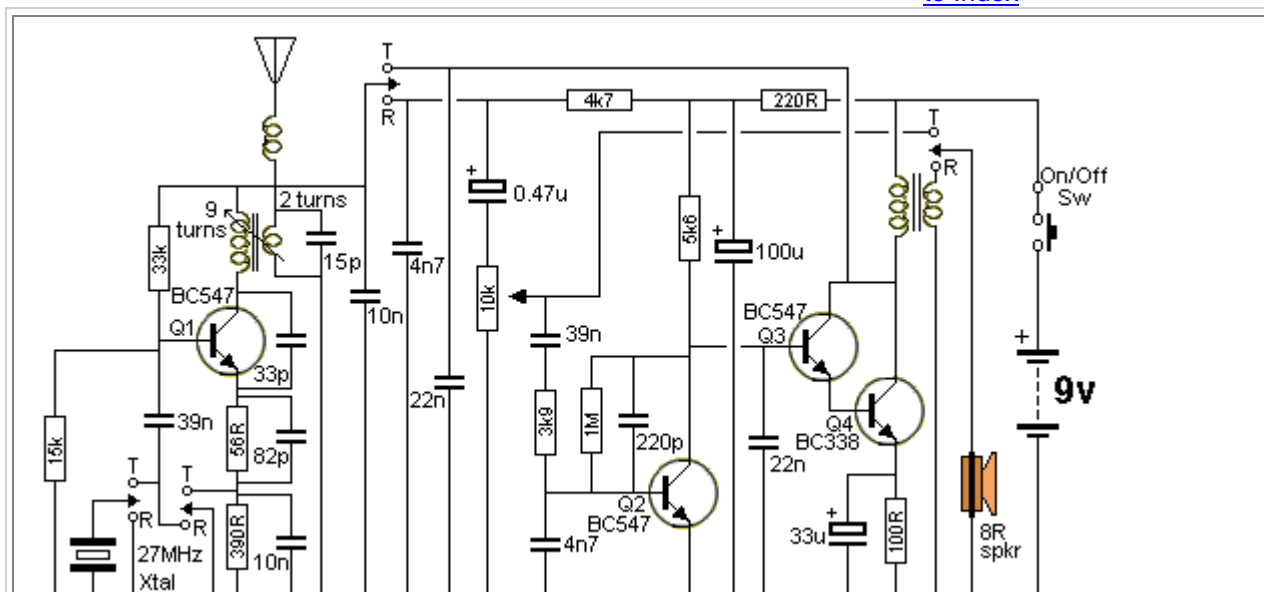 to Index
T
R
4k7
220R
T
R
On/Off
Sw
2 turns
9
turns
0.47u
33k
15p
4n7
5k6
100u
10k
BC547
Q1
10n
39n
BC547
Q3
+
+
+
+
9v
33p
22n
3k9
1M
220p
Q4
BC338
15k
39n
56R
82p
22n
T
T
R
R
Q2
BC547
390R
10n
4n7
33u
100R
8R
spkr
27MHz
Xtal